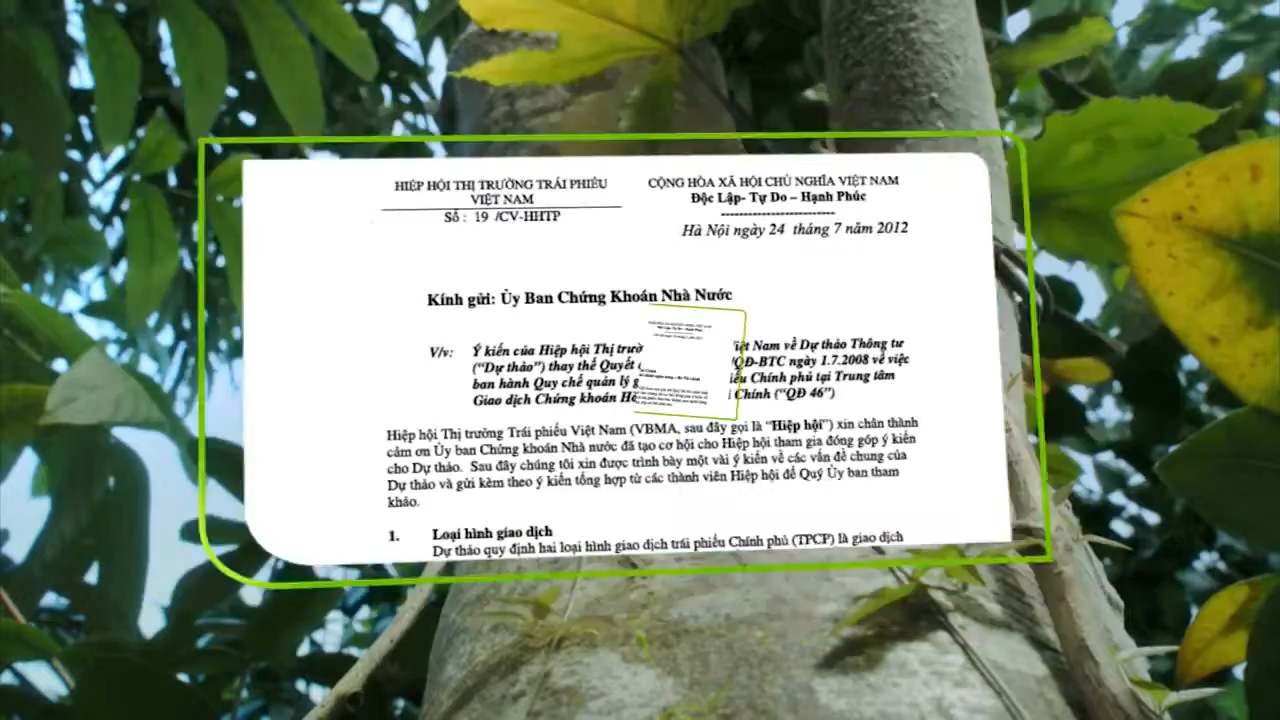 HIỆP HỘI THỊ TRƯỜNG TRÁI PHIẾU
VIỆT NAM
Số : 19 /CV-HHTP
CỘNG HÒA XÃ HỘI CHỦ NGHĨA VIỆT NAM
Độc Lập- Tự Do – Hạnh Phúc
Hà Nội ngày 24 tháng 7 năm 2012
Kính gửi: Ủy Ban Chứng Khoán Nhà Nước
V/v: Ý kiến của Hiệp hội Thị Việt Nam về Dự thảo Thông tư
(“Dự thảo”) thay thế Quyết QĐ-BTC ngày 1.7.2008 về việc
ban hành Quy chế quản lý Chính phủ tại Trung tâm
Giao dịch Chứng khoán Chính (“QĐ 46”)
Hiệp hội Thị trường Trái phiếu Việt Nam (VBMA, sau đây gọi là “Hiệp hội”) xin chân thành
cảm ơn Ủy ban Chứng khoán Nhà nước đã tạo cơ hội cho Hiệp hội tham gia đóng góp ý kiến
cho Dự thảo. Sau đây chúng tôi xin được trình bày một vài ý kiến về các vấn đề chung của
Dự thảo và gửi kèm theo ý kiến tổng hợp từ các thành viên Hiệp hội để Quý Ủy ban tham
khảo.
1. Loại hình giao dịch
Dự thảo quy định hai loại hình giao dịch trái phiếu Chính phủ (TPCP) là giao dịch